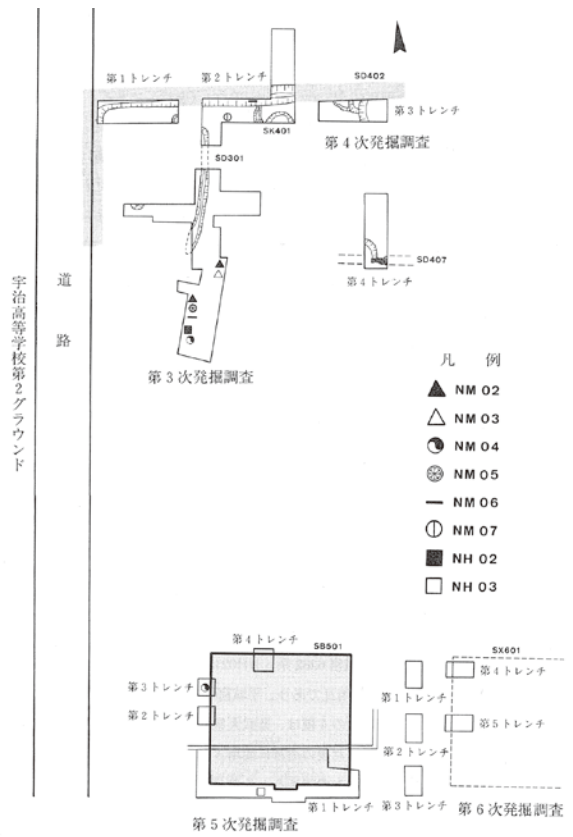 第1トレンチ
第2トレンチ
SD402
第3トレンチ
SK401
第4次発掘調査
SD301
SD407
第4トレンチ
第3次発掘調査
道路
宇治高等学校第2グラウンド
凡 例
NM 02
NM 03
NM 04
NM 05
NM 06
NM 07
NH 02
NH 03
第4トレンチ
SB501
SX601
第3トレンチ
第2トレンチ
第1トレンチ
第4トレンチ
第1トレンチ
第2トレンチ
第5トレンチ
第3トレンチ
第5次発掘調査
第6次発掘調査